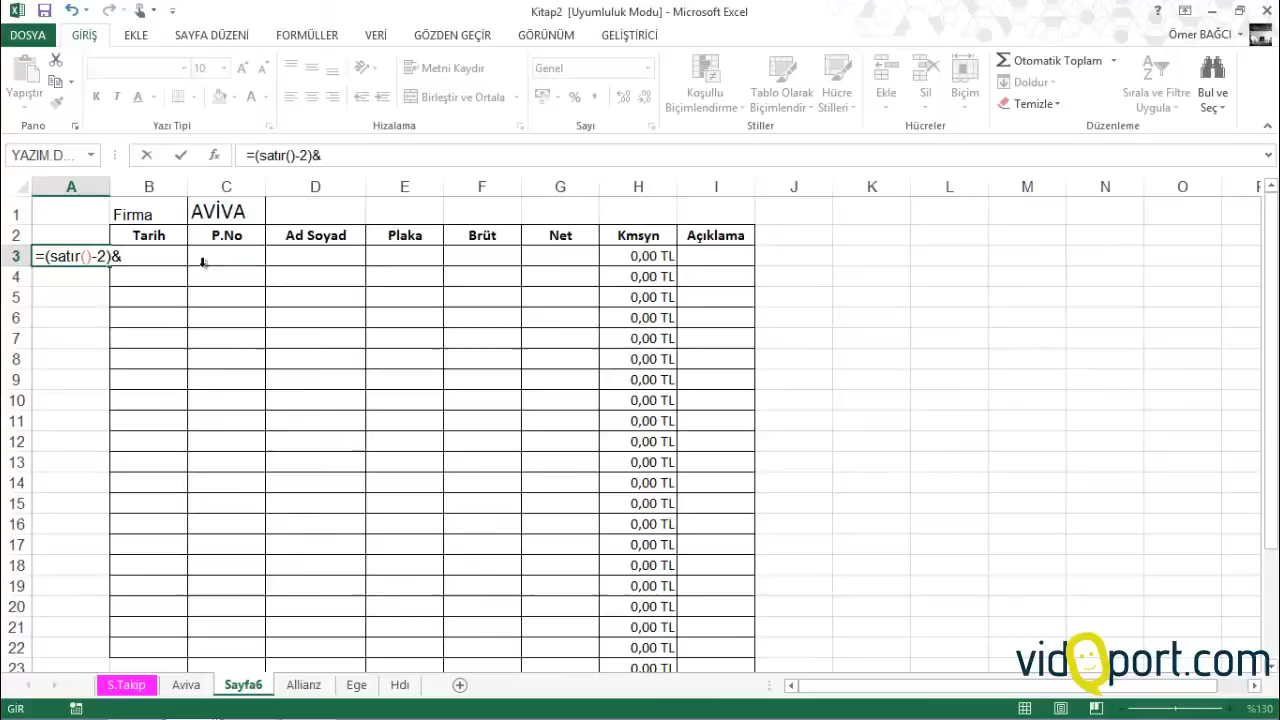 Kitap2 [Uyumluluk Modu] - Microsoft Excel
?
DOSYA GİRİŞ EKLE SAYFA DÜZENİ FORMÜLLER VERİ GÖZDEN GEÇİR GÖRÜNÜM GELİŞTİRİCİ Ömer BAĞCI
Yapıştır
10
Metni Kaydır
Genel
Koşullu Biçimlendirme
Tablo Olarak Biçimlendir
Hücre Stilleri
Ekle Sil Biçim
Otomatik Toplam
Doldur
Temizle
Sırala ve Filtre Uygula
Bul ve Seç
K T A
Birleştir ve Ortala
Pano Yazı Tipi Hizalama Sayı Stiller Hücreler Düzenleme
YAZIM.D... =(satır()-2)&
A B C D E F G H I J K L M N O P
1 Firma AVİVA
2 Tarih P.No Ad Soyad Plaka Brüt Net Kmsyn Açıklama
3 =(satır()-2)& 0,00 TL
4 0,00 TL
5 0,00 TL
6 0,00 TL
7 0,00 TL
8 0,00 TL
9 0,00 TL
10 0,00 TL
11 0,00 TL
12 0,00 TL
13 0,00 TL
14 0,00 TL
15 0,00 TL
16 0,00 TL
17 0,00 TL
18 0,00 TL
19 0,00 TL
20 0,00 TL
21 0,00 TL
22 0,00 TL
23 0,00 TL
vidoport.com
S.Takip Aviva Sayfa6 Allianz Ege Hdi
GİR %130